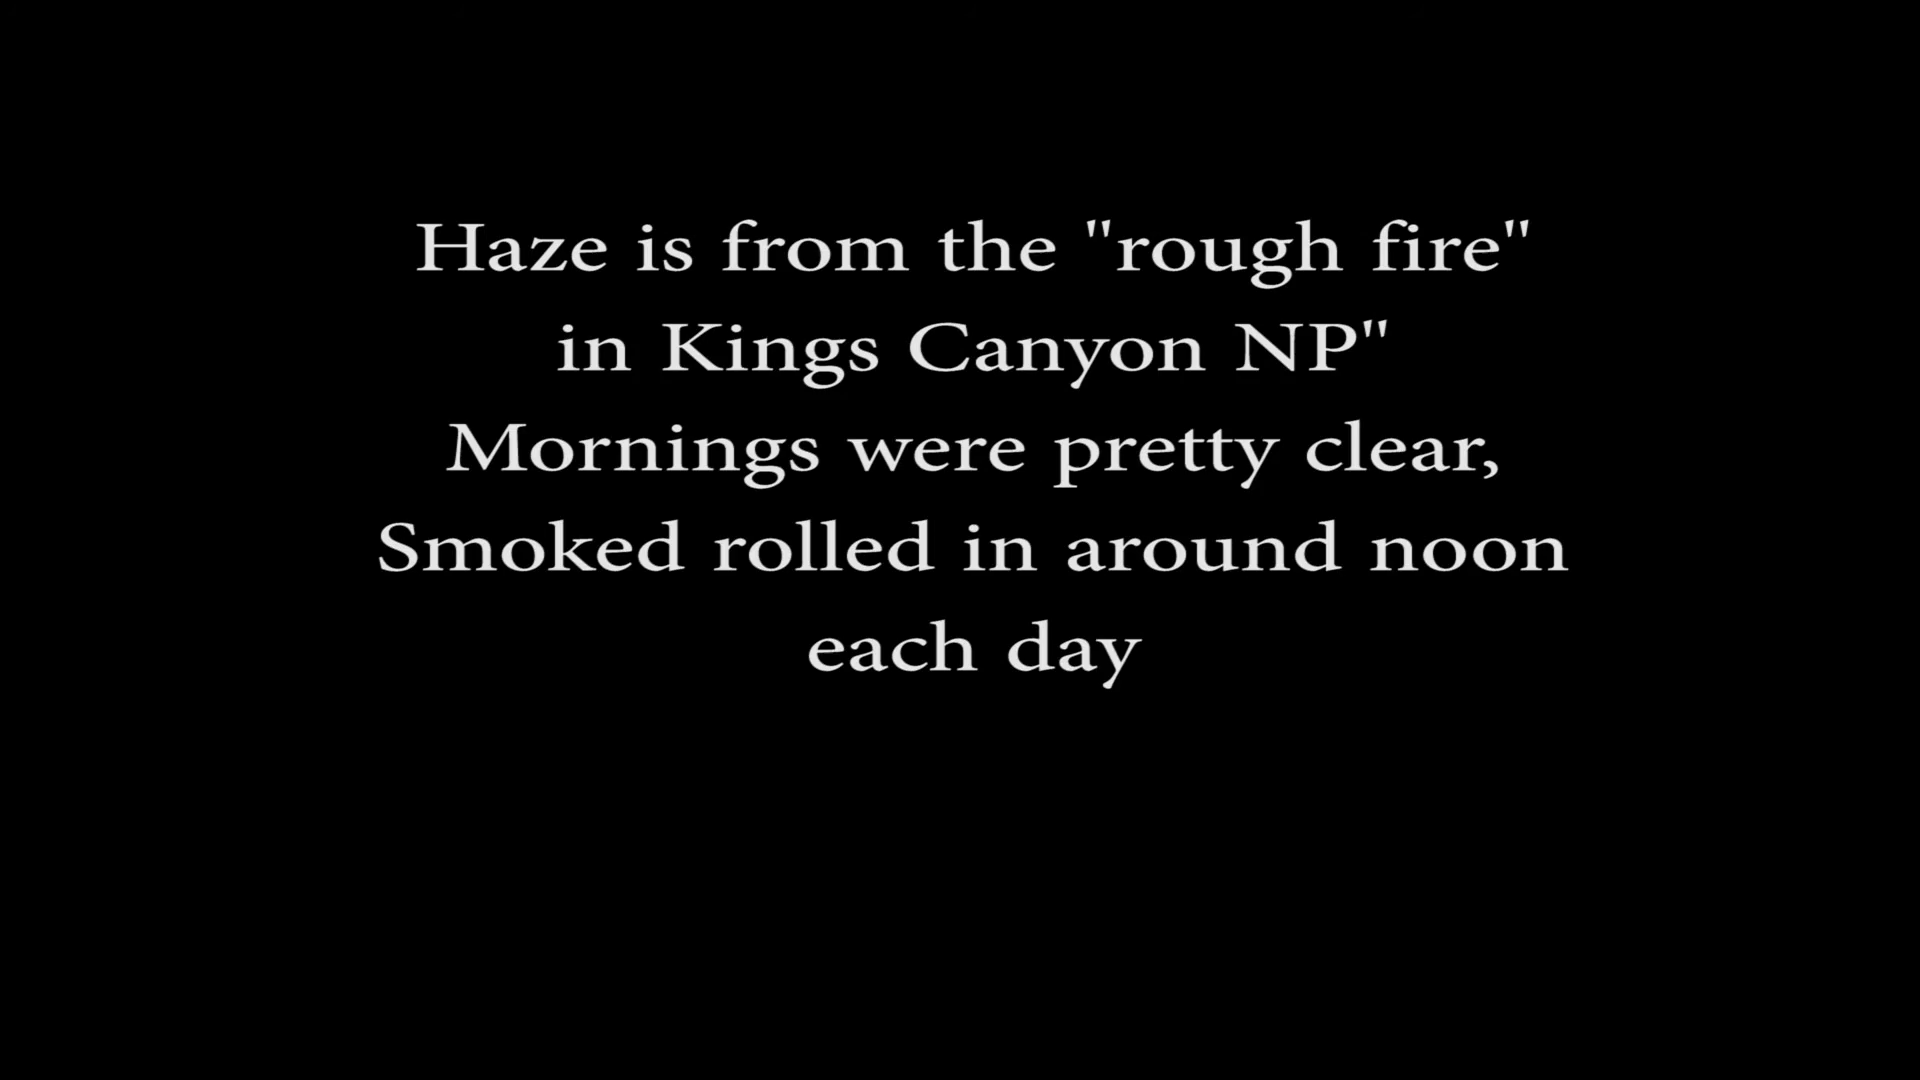 Haze is from the "rough fire"
in Kings Canyon NP"
Mornings were pretty clear,
Smoked rolled in around noon
each day